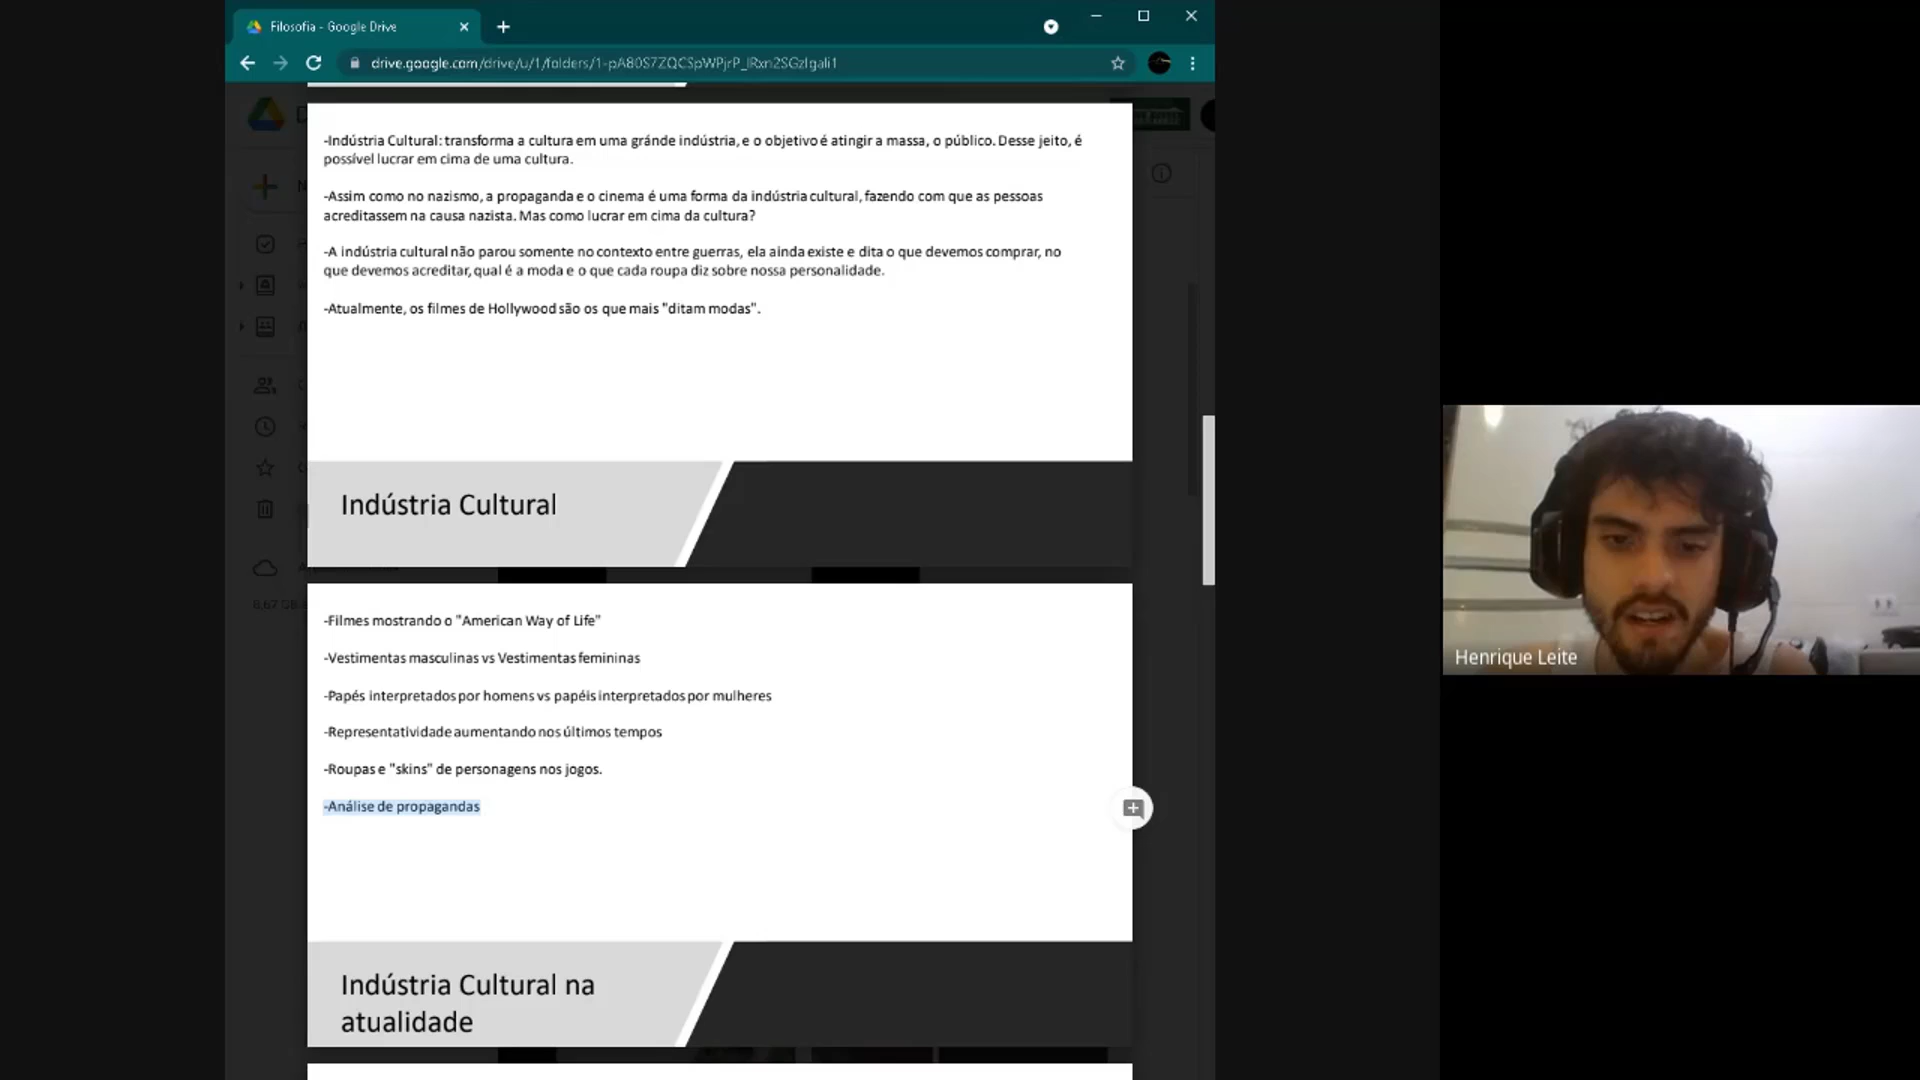 Filosofia - Google Drive
drive.google.com/drive/u/1/folders/1-pA80S7ZQCSpWPjrP_lRxn2SGzIgali1
-Indústria Cultural: transforma a cultura em uma gránde indústria, e o objetivo é atingir a massa, o público. Desse jeito, é
possível lucrar em cima de uma cultura.
-Assim como no nazismo, a propaganda e o cinema é uma forma da indústria cultural, fazendo com que as pessoas
acreditassem na causa nazista. Mas como lucrar em cima da cultura?
-A indústria cultural não parou somente no contexto entre guerras, ela ainda existe e dita o que devemos comprar, no
que devemos acreditar, qual é a moda e o que cada roupa diz sobre nossa personalidade.
-Atualmente, os filmes de Hollywood são os que mais "ditam modas".
Indústria Cultural
-Filmes mostrando o "American Way of Life"
-Vestimentas masculinas vs Vestimentas femininas
-Papés interpretados por homens vs papéis interpretados por mulheres
-Representatividade aumentando nos últimos tempos
-Roupas e "skins" de personagens nos jogos.
-Análise de propagandas
Indústria Cultural na
atualidade
Henrique Leite